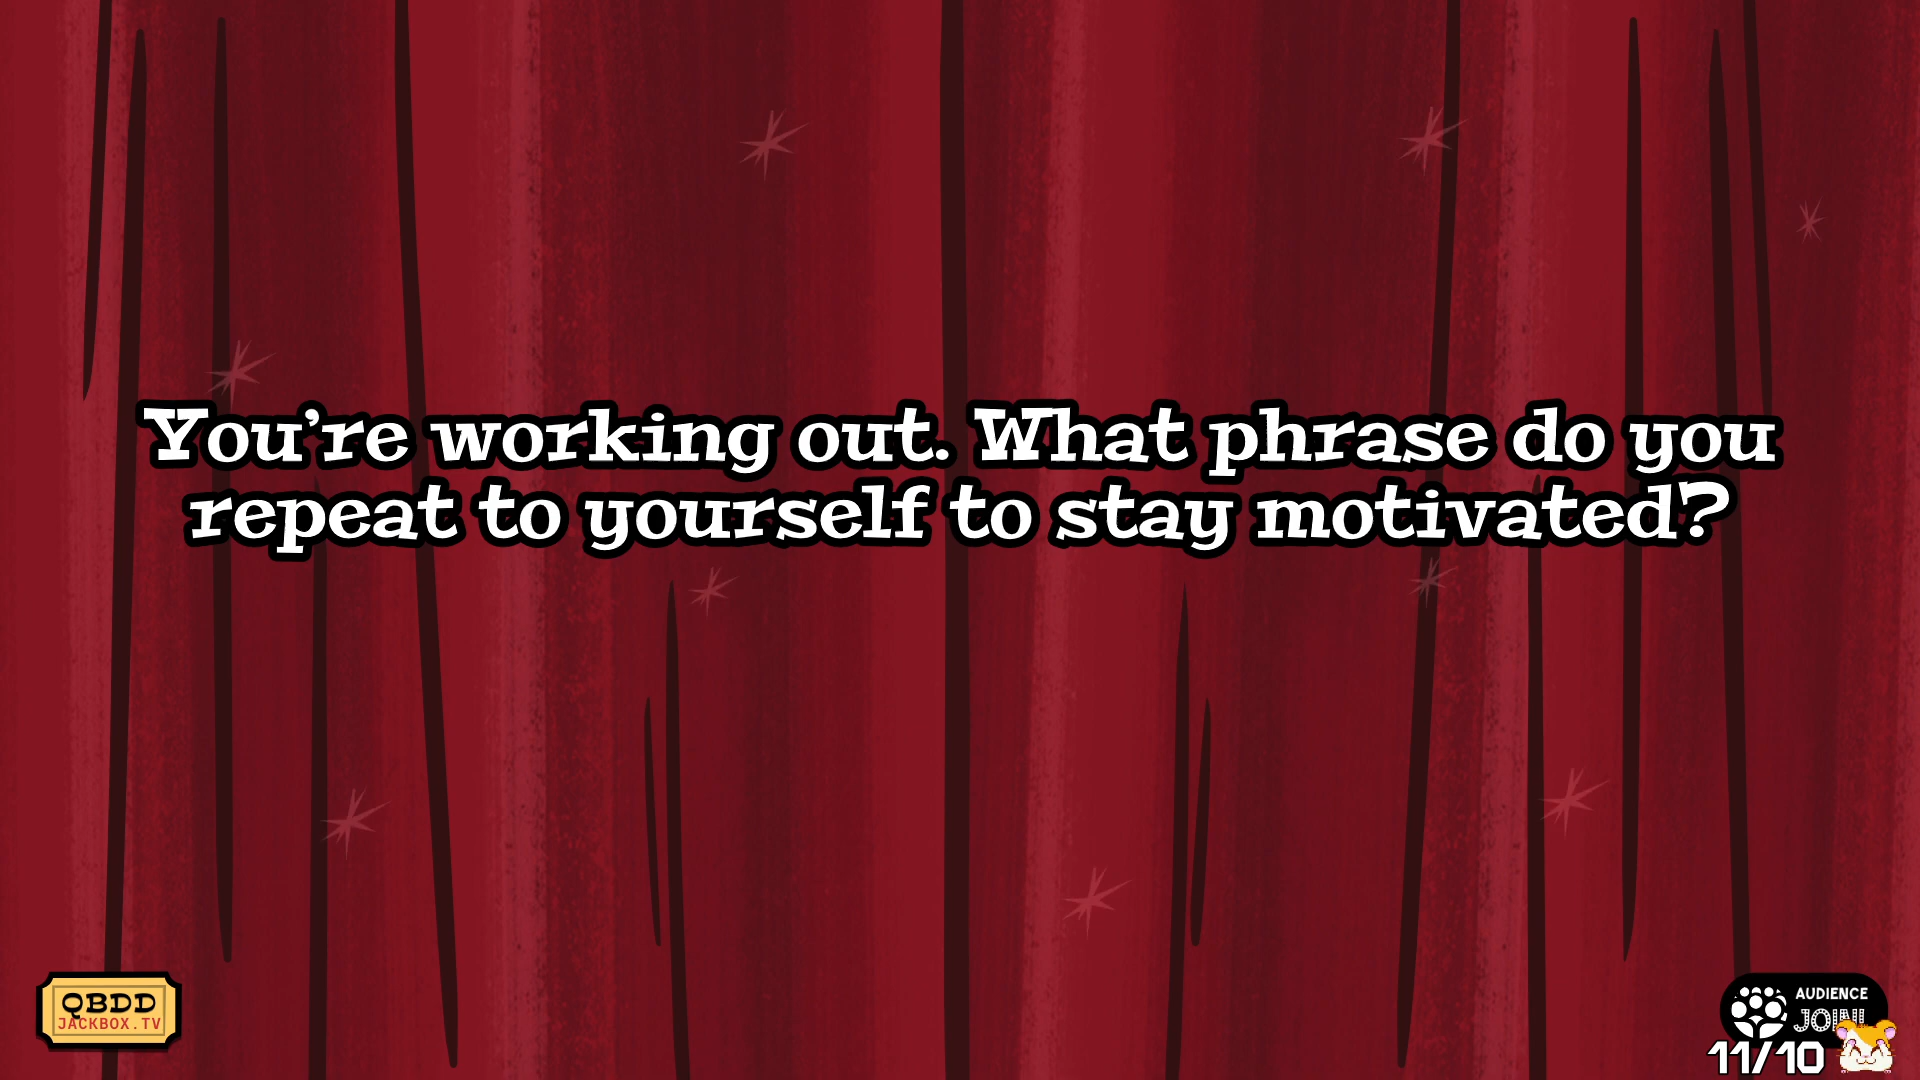 You're working out. What phrase do you
repeat to yourself to stay motivated?
QBDD
JACKBOX.TV
AUDIENCE
JOIN!
11/10